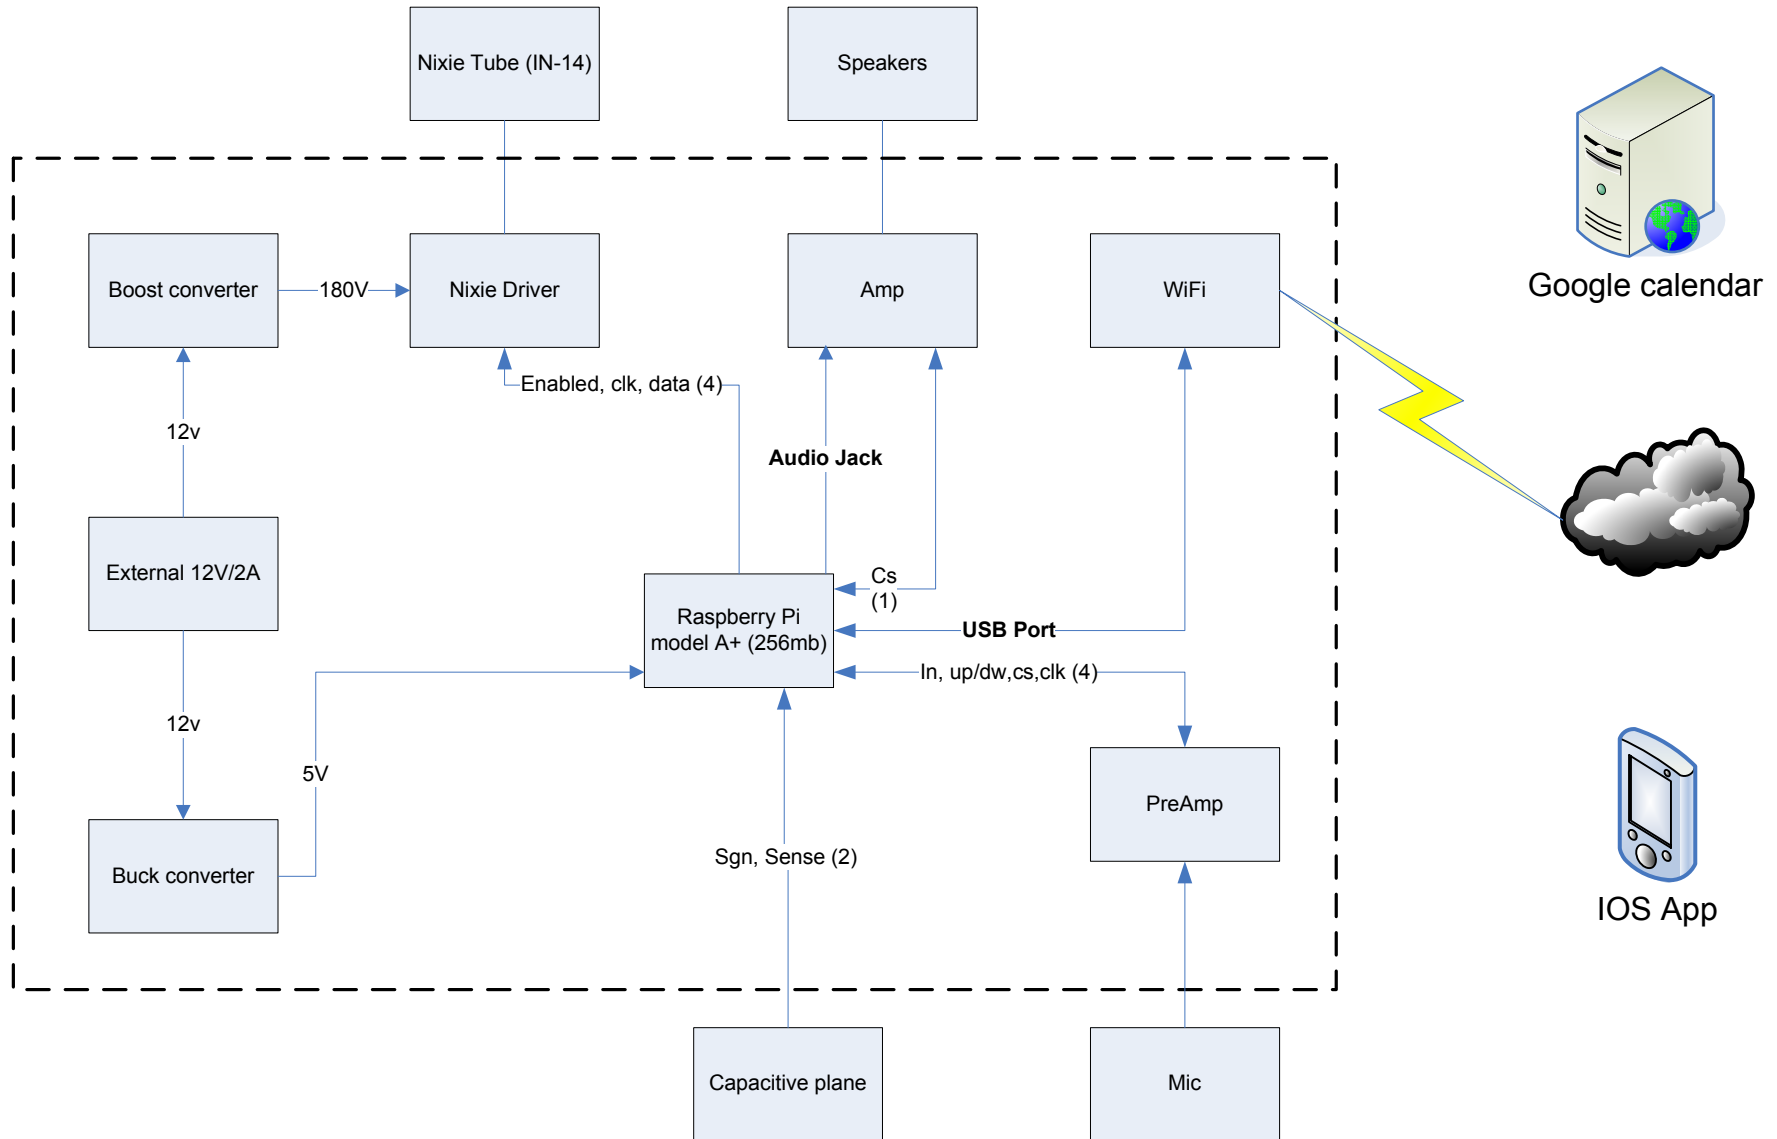 Nixie Tube (IN-14)
Speakers
Google calendar
Boost converter
180V
Nixie Driver
Amp
WiFi
Enabled, clk, data (4)
12v
Audio Jack
External 12V/2A
Cs
(1)
Raspberry Pi
model A+ (256mb)
USB Port
In, up/dw,cs,clk (4)
12v
5V
PreAmp
Sgn, Sense (2)
Buck converter
IOS App
Capacitive plane
Mic